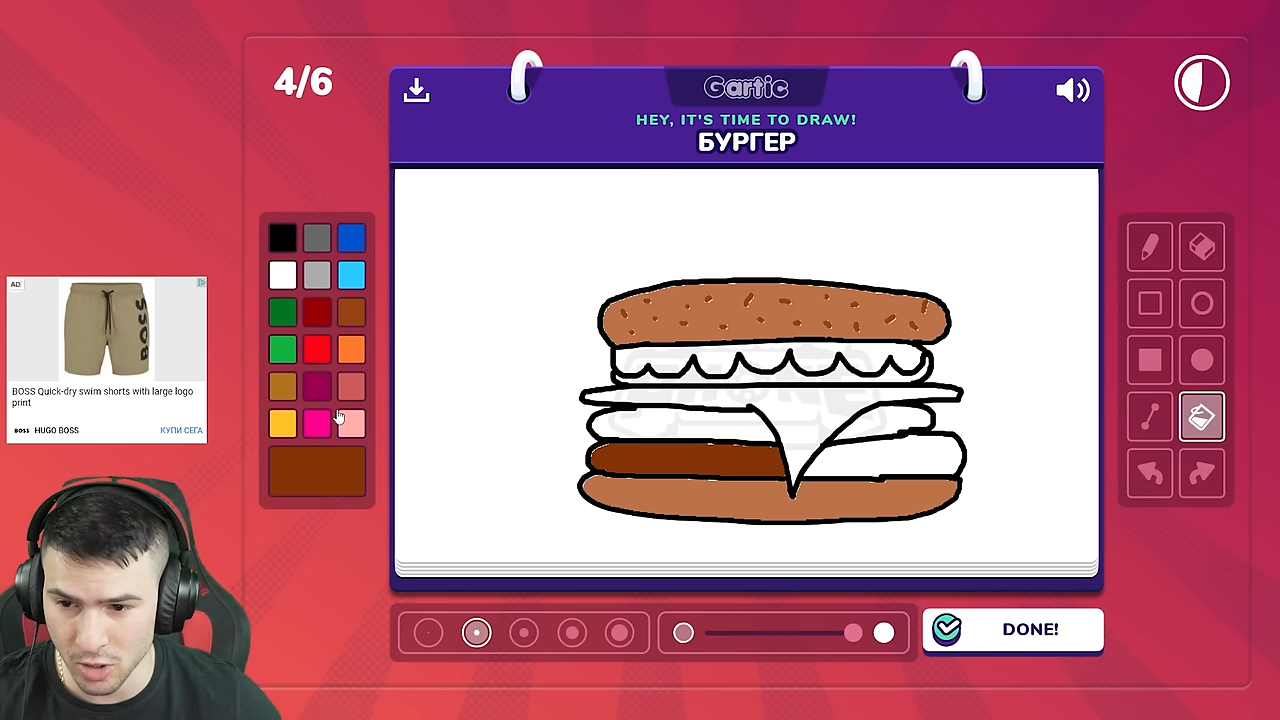 4/6
Gartic
HEY, IT'S TIME TO DRAW!
БУРГЕР
AD
BOSS
BOSS Quick-dry swim shorts with large logo
print
BOSS HUGO BOSS
КУПИ СЕГА
DONE!